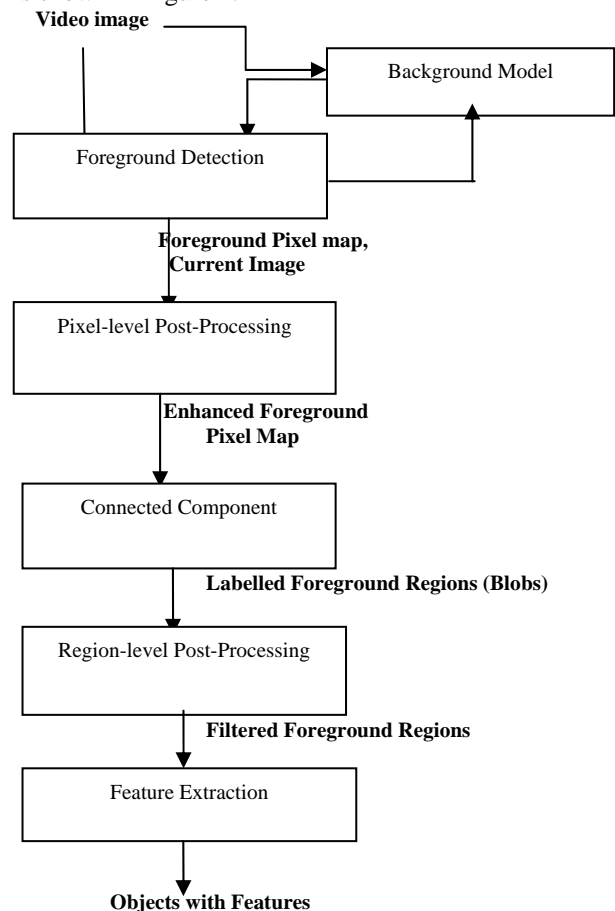 Video image
Background Model
Foreground Detection
Foreground Pixel map,
Current Image
Pixel-level Post-Processing
Enhanced Foreground
Pixel Map
Connected Component
Labelled Foreground Regions (Blobs)
Region-level Post-Processing
Filtered Foreground Regions
Feature Extraction
Objects with Features